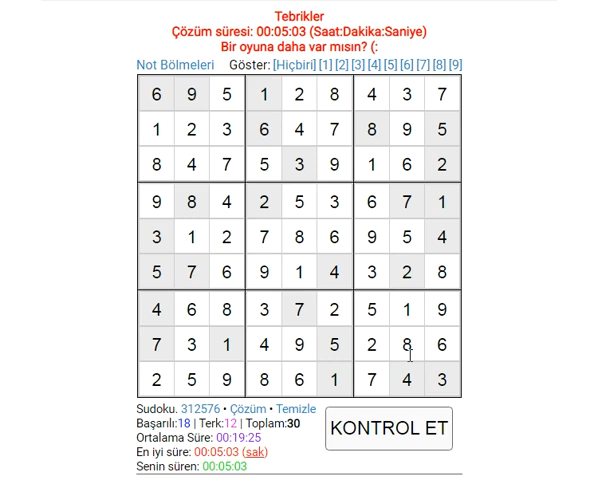 Tebrikler
Çözüm süresi: 00:05:03 (Saat:Dakika:Saniye)
Bir oyuna daha var mısın? (:
Not Bölmeleri Göster: [Hiçbiri] [1] [2] [3] [4] [5] [6] [7] [8] [9]
6 9 5 1 2 8 4 3 7
1 2 3 6 4 7 8 9 5
8 4 7 5 3 9 1 6 2
9 8 4 2 5 3 6 7 1
3 1 2 7 8 6 9 5 4
5 7 6 9 1 4 3 2 8
4 6 8 3 7 2 5 1 9
7 3 1 4 9 5 2 8 6
2 5 9 8 6 1 7 4 3
Sudoku. 312576 • Çözüm • Temizle
Başarılı:18 | Terk:12 | Toplam:30
Ortalama Süre: 00:19:25
En iyi süre: 00:05:03 (sak)
Senin süren: 00:05:03
KONTROL ET